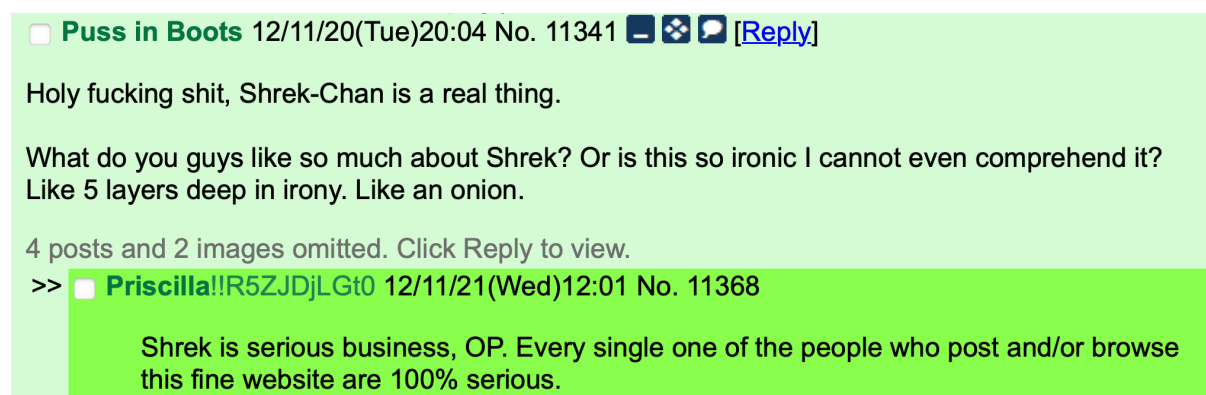 Puss in Boots 12/11/20(Tue)20:04 No. 11341 [Reply]
Holy fucking shit, Shrek-Chan is a real thing.
What do you guys like so much about Shrek? Or is this so ironic I cannot even comprehend it?
Like 5 layers deep in irony. Like an onion.
4 posts and 2 images omitted. Click Reply to view.
>> Priscilla!!R5ZJDjLGt0 12/11/21(Wed)12:01 No. 11368
Shrek is serious business, OP. Every single one of the people who post and/or browse
this fine website are 100% serious.